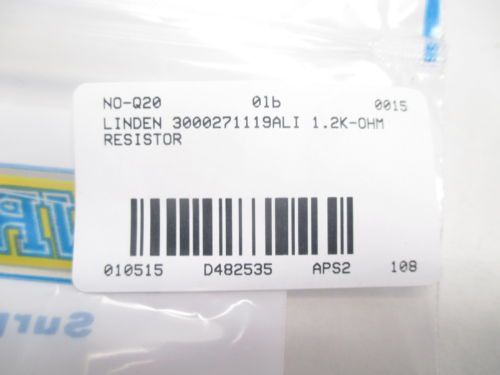 NO-Q20 01b 0015
LINDEN 3000271119ALI 1.2K-OHM
RESISTOR
010515 D482535 APS2 108